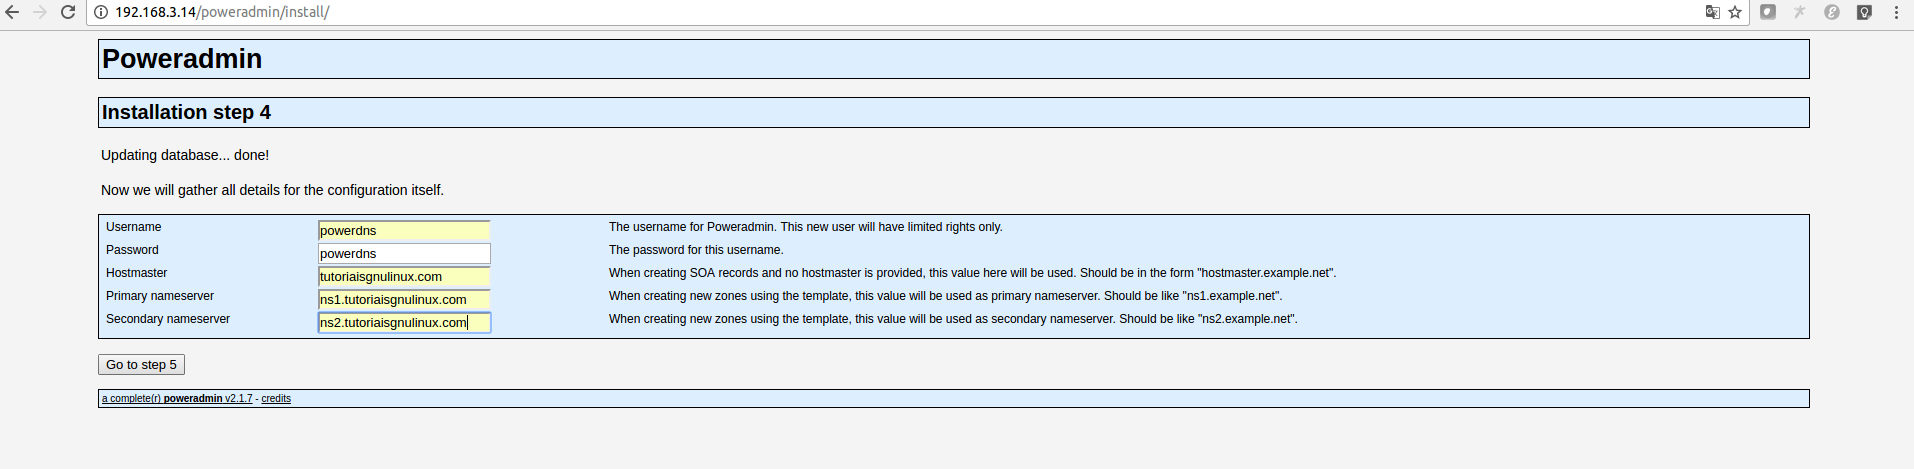 192.168.3.14/poweradmin/install/
Poweradmin
Installation step 4
Updating database... done!
Now we will gather all details for the configuration itself.
Username powerdns The username for Poweradmin. This new user will have limited rights only.
Password powerdns The password for this username.
Hostmaster tutoriaisgnulinux.com When creating SOA records and no hostmaster is provided, this value here will be used. Should be in the form "hostmaster.example.net".
Primary nameserver ns1.tutoriaisgnulinux.com When creating new zones using the template, this value will be used as primary nameserver. Should be like "ns1.example.net".
Secondary nameserver ns2.tutoriaisgnulinux.com When creating new zones using the template, this value will be used as secondary nameserver. Should be like "ns2.example.net".
Go to step 5
a complete(r) poweradmin v2.1.7 - credits